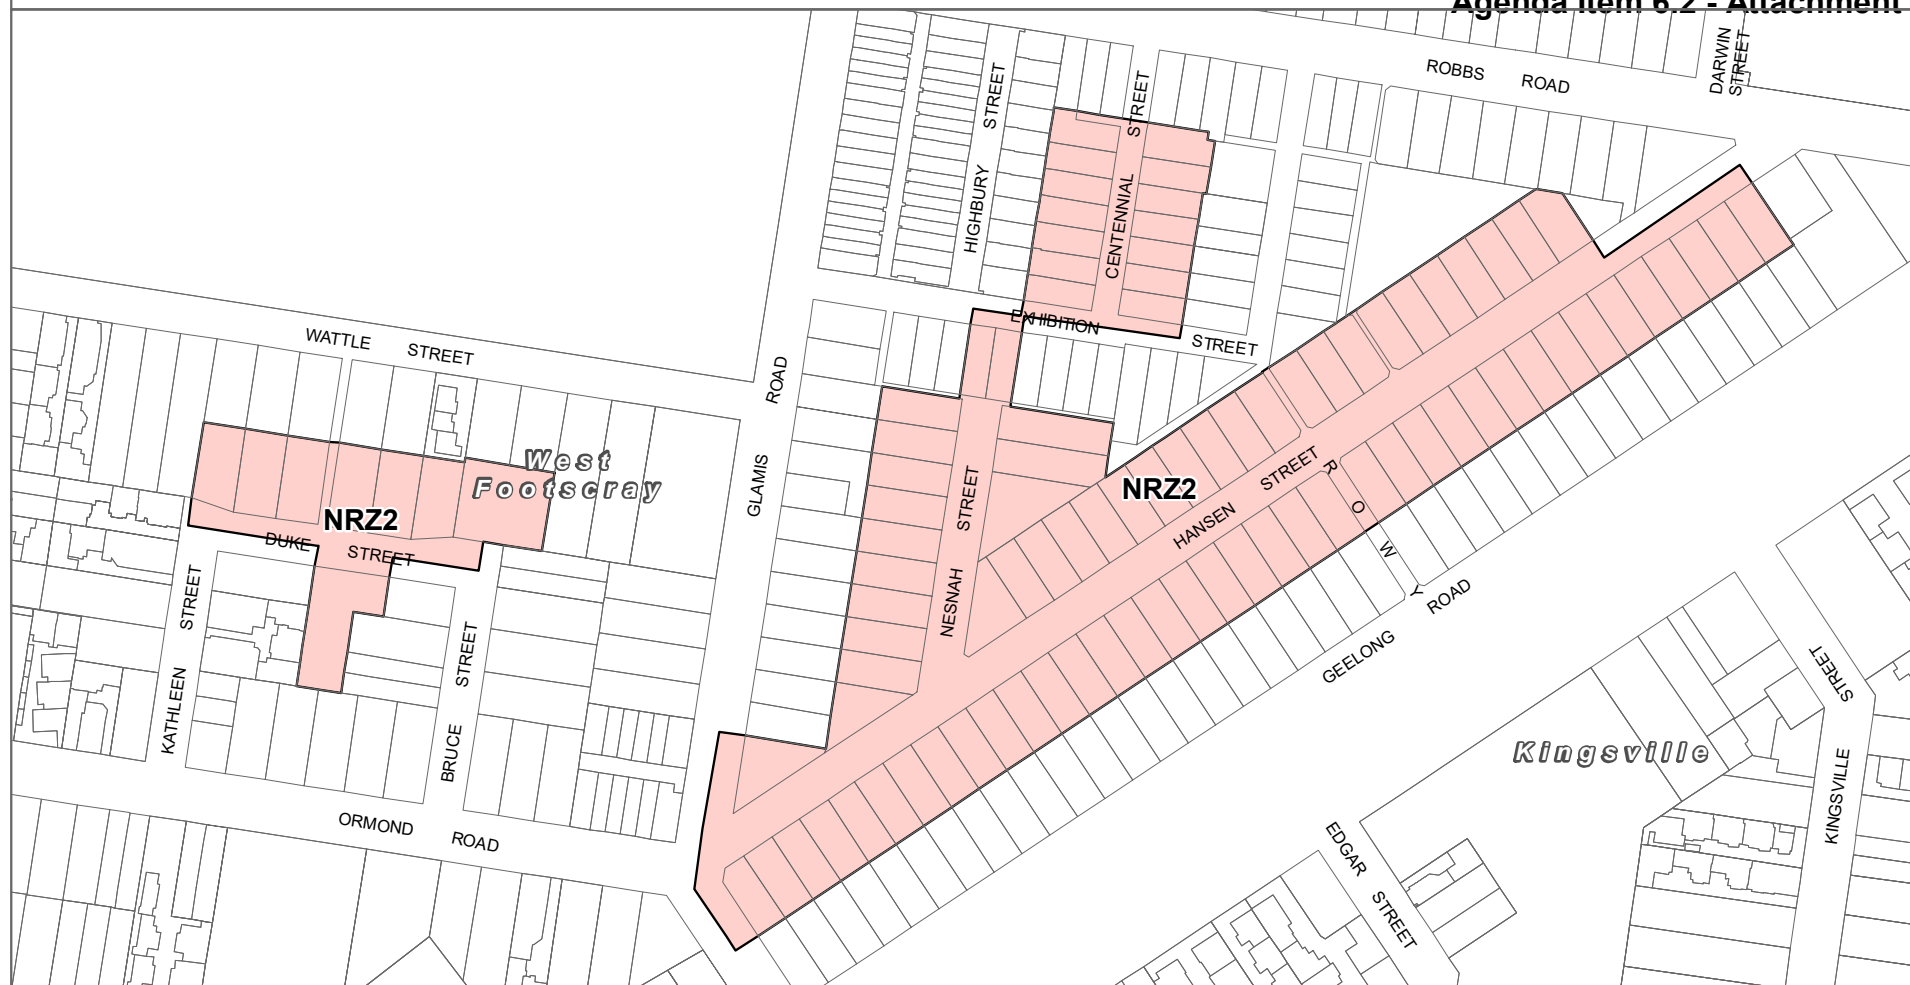 Agenda Item 6.2 - Attachment
ROBBS ROAD
DARWIN
STREET
HIGHBURY STREET
CENTENNIAL STREET
EXHIBITION STREET
WATTLE STREET
GLAMIS ROAD
West
Footscray
NRZ2
NRZ2
DUKE STREET
HANSEN STREET
R O W Y
NESNAH STREET
KATHLEEN STREET
BRUCE STREET
GEELONG ROAD
Kingsville
KINGSVILLE STREET
ORMOND ROAD
EDGAR STREET